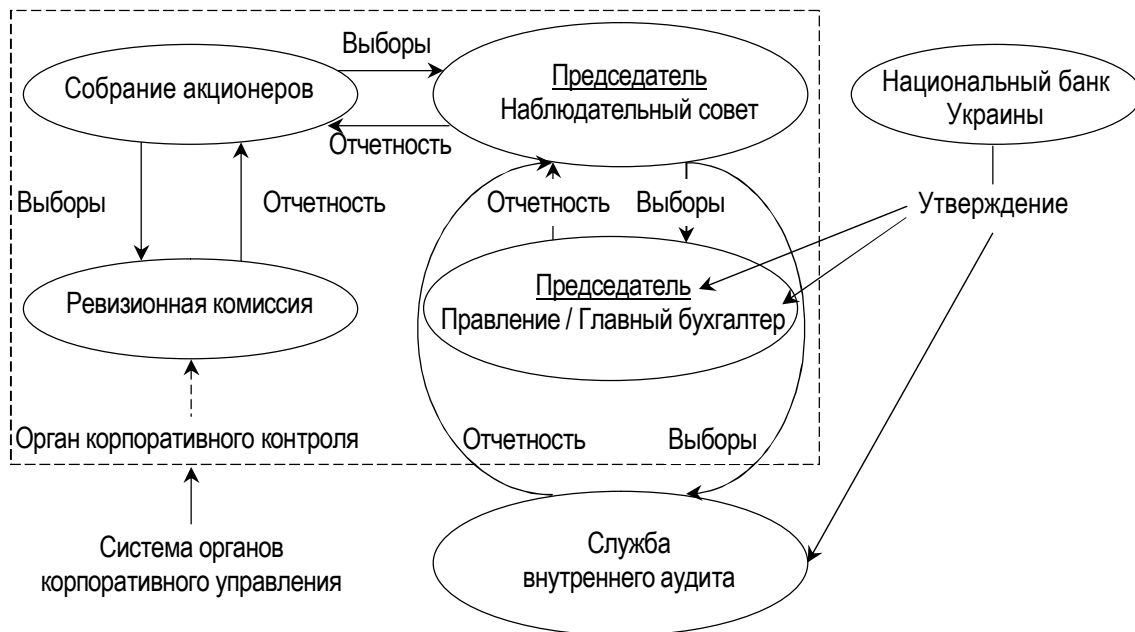 Выборы
Собрание акционеров
Председатель
Наблюдательный совет
Национальный банк
Украины
Отчетность
Выборы
Отчетность
Отчетность
Выборы
Утверждение
Ревизионная комиссия
Председатель
Правление / Главный бухгалтер
Орган корпоративного контроля
Отчетность
Выборы
Система органов
корпоративного управления
Служба
внутреннего аудита